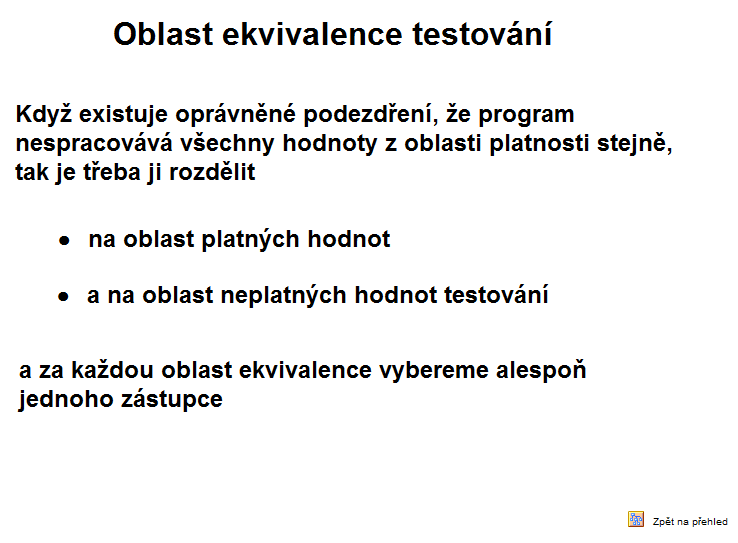 Oblast ekvivalence testování
Když existuje oprávněné podezdření, že program
nespracovává všechny hodnoty z oblasti platnosti stejně,
tak je třeba ji rozdělit
● na oblast platných hodnot
● a na oblast neplatných hodnot testování
a za každou oblast ekvivalence vybereme alespoň
jednoho zástupce
Zpět na přehled